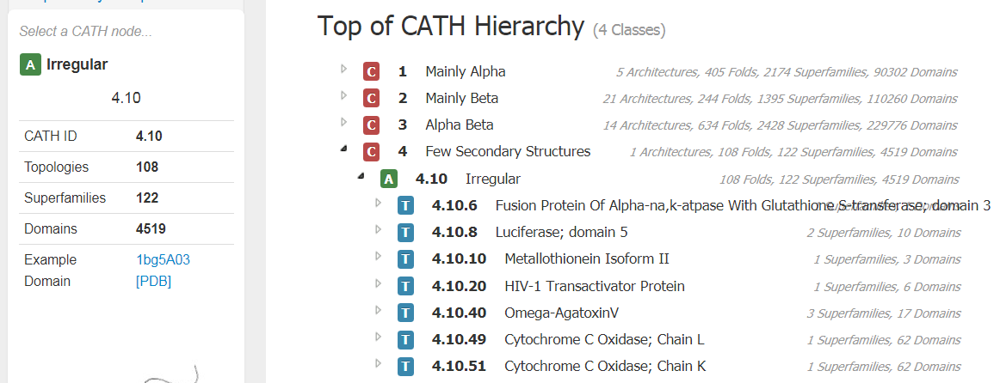 Select a CATH node...
A Irregular
4.10
CATH ID 4.10
Topologies 108
Superfamilies 122
Domains 4519
Example Domain 1bg5A03 [PDB]
Top of CATH Hierarchy (4 Classes)
C 1 Mainly Alpha 5 Architectures, 405 Folds, 2174 Superfamilies, 90302 Domains
C 2 Mainly Beta 21 Architectures, 244 Folds, 1395 Superfamilies, 110260 Domains
C 3 Alpha Beta 14 Architectures, 634 Folds, 2428 Superfamilies, 229776 Domains
C 4 Few Secondary Structures 1 Architectures, 108 Folds, 122 Superfamilies, 4519 Domains
A 4.10 Irregular 108 Folds, 122 Superfamilies, 4519 Domains
T 4.10.6 Fusion Protein Of Alpha-na,k-atpase With Glutathione S-transferase; domain 3 1 Superfamilies, 1 Domains
T 4.10.8 Luciferase; domain 5 2 Superfamilies, 10 Domains
T 4.10.10 Metallothionein Isoform II 1 Superfamilies, 3 Domains
T 4.10.20 HIV-1 Transactivator Protein 1 Superfamilies, 6 Domains
T 4.10.40 Omega-AgatoxinV 3 Superfamilies, 17 Domains
T 4.10.49 Cytochrome C Oxidase; Chain L 1 Superfamilies, 62 Domains
T 4.10.51 Cytochrome C Oxidase; Chain K 1 Superfamilies, 62 Domains